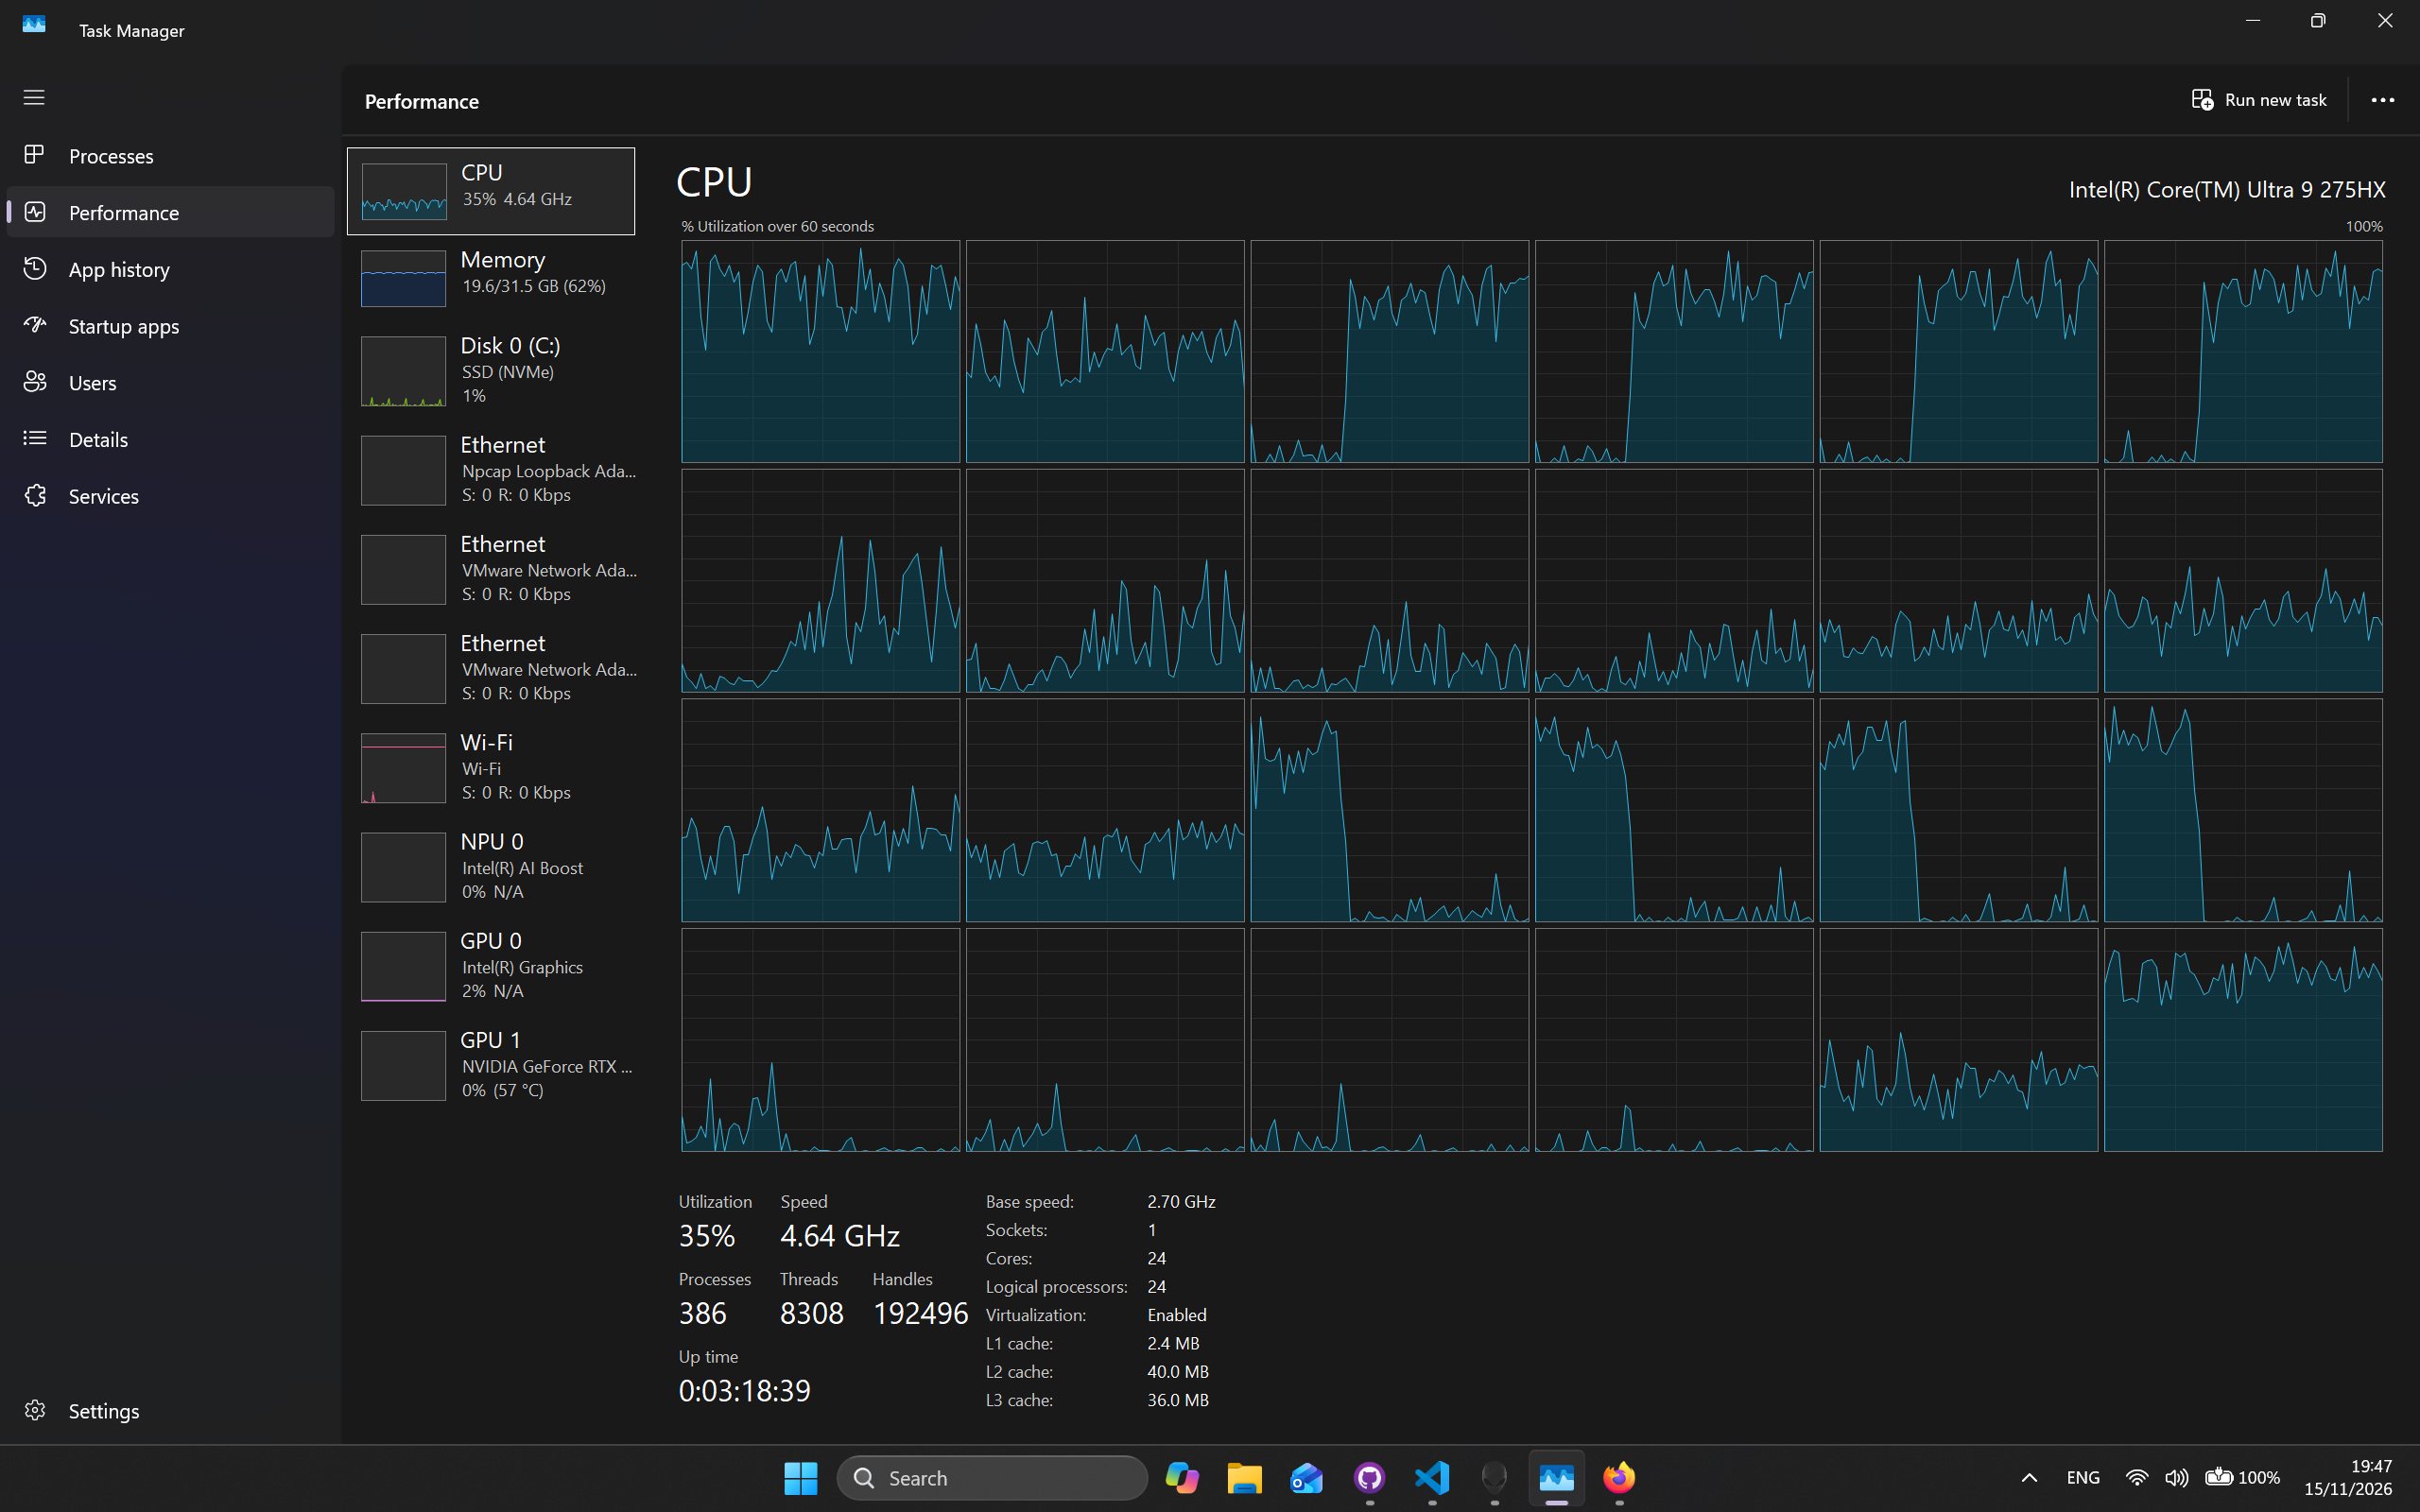 Task Manager
Performance
Run new task
Processes
Performance
App history
Startup apps
Users
Details
Services
Settings
CPU
35% 4.64 GHz
Memory
19.6/31.5 GB (62%)
Disk 0 (C:)
SSD (NVMe)
1%
Ethernet
Npcap Loopback Ada...
S: 0 R: 0 Kbps
Ethernet
VMware Network Ada...
S: 0 R: 0 Kbps
Ethernet
VMware Network Ada...
S: 0 R: 0 Kbps
Wi-Fi
Wi-Fi
S: 0 R: 0 Kbps
NPU 0
Intel(R) AI Boost
0% N/A
GPU 0
Intel(R) Graphics
2% N/A
GPU 1
NVIDIA GeForce RTX ...
0% (57 °C)
CPU
Intel(R) Core(TM) Ultra 9 275HX
% Utilization over 60 seconds
100%
Utilization Speed
35% 4.64 GHz
Processes Threads Handles
386 8308 192496
Up time
0:03:18:39
Base speed: 2.70 GHz
Sockets: 1
Cores: 24
Logical processors: 24
Virtualization: Enabled
L1 cache: 2.4 MB
L2 cache: 40.0 MB
L3 cache: 36.0 MB
Search
ENG
100%
19:47
15/11/2026